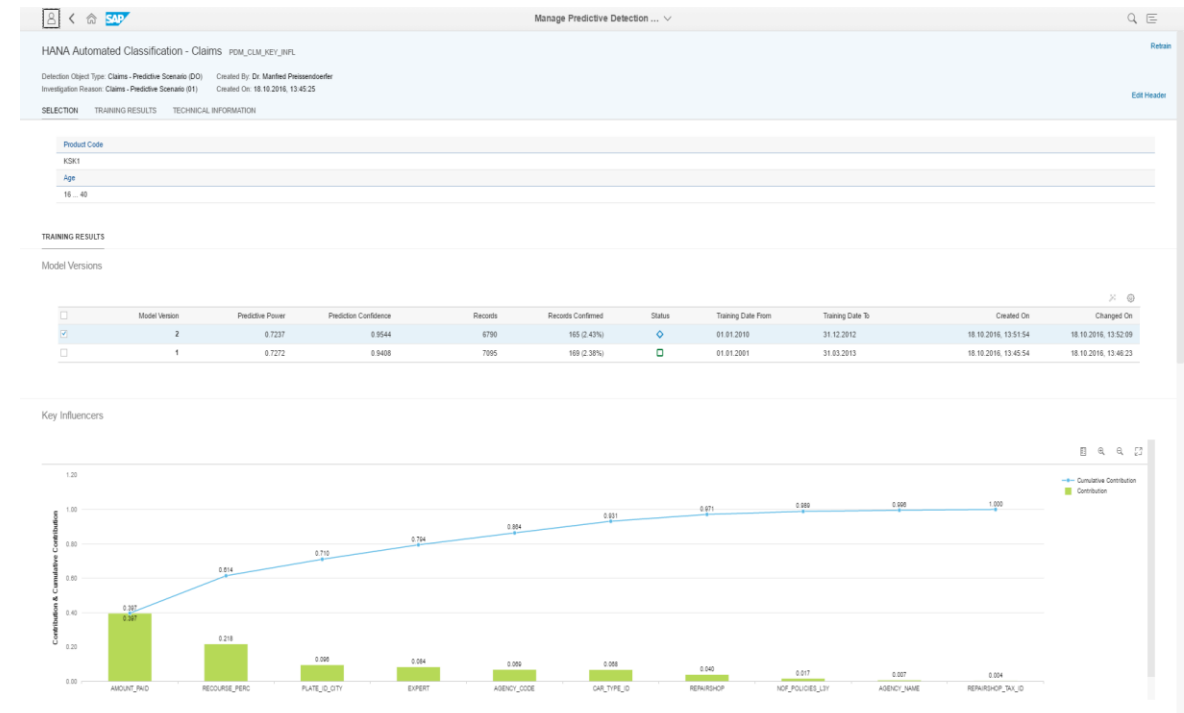 SAP
Manage Predictive Detection ...
HANA Automated Classification - Claims PDM_CLM_KEY_INFL
Retrain
Detection Object Type: Claims - Predictive Scenario (DO) Created By: Dr. Manfred Preissendoerfer
Investigation Reason: Claims - Predictive Scenario (01) Created On: 18.10.2016, 13:45:25
Edit Header
SELECTION TRAINING RESULTS TECHNICAL INFORMATION
Product Code
KSK1
Age
16 ... 40
TRAINING RESULTS
Model Versions
Model Version Predictive Power Prediction Confidence Records Records Confirmed Status Training Date From Training Date To Created On Changed On
2 0.7237 0.9544 6790 165 (2.43%) 01.01.2010 31.12.2012 18.10.2016, 13:51:54 18.10.2016, 13:52:09
1 0.7272 0.9408 7095 169 (2.38%) 01.01.2001 31.03.2013 18.10.2016, 13:45:54 18.10.2016, 13:46:23
Key Influencers
Cumulative Contribution
Contribution
Contribution & Cumulative Contribution
1.20
1.00
0.80
0.60
0.40
0.20
0.00
0.397 0.614 0.710 0.794 0.864 0.931 0.971 0.989 0.996 1.000
0.397 0.218 0.096 0.084 0.069 0.068 0.040 0.017 0.007 0.004
AMOUNT_PAID RECOURSE_PERC PLATE_ID_CITY EXPERT AGENCY_CODE CAR_TYPE_ID REPAIRSHOP NOF_POLICIES_L3Y AGENCY_NAME REPAIRSHOP_TAX_ID